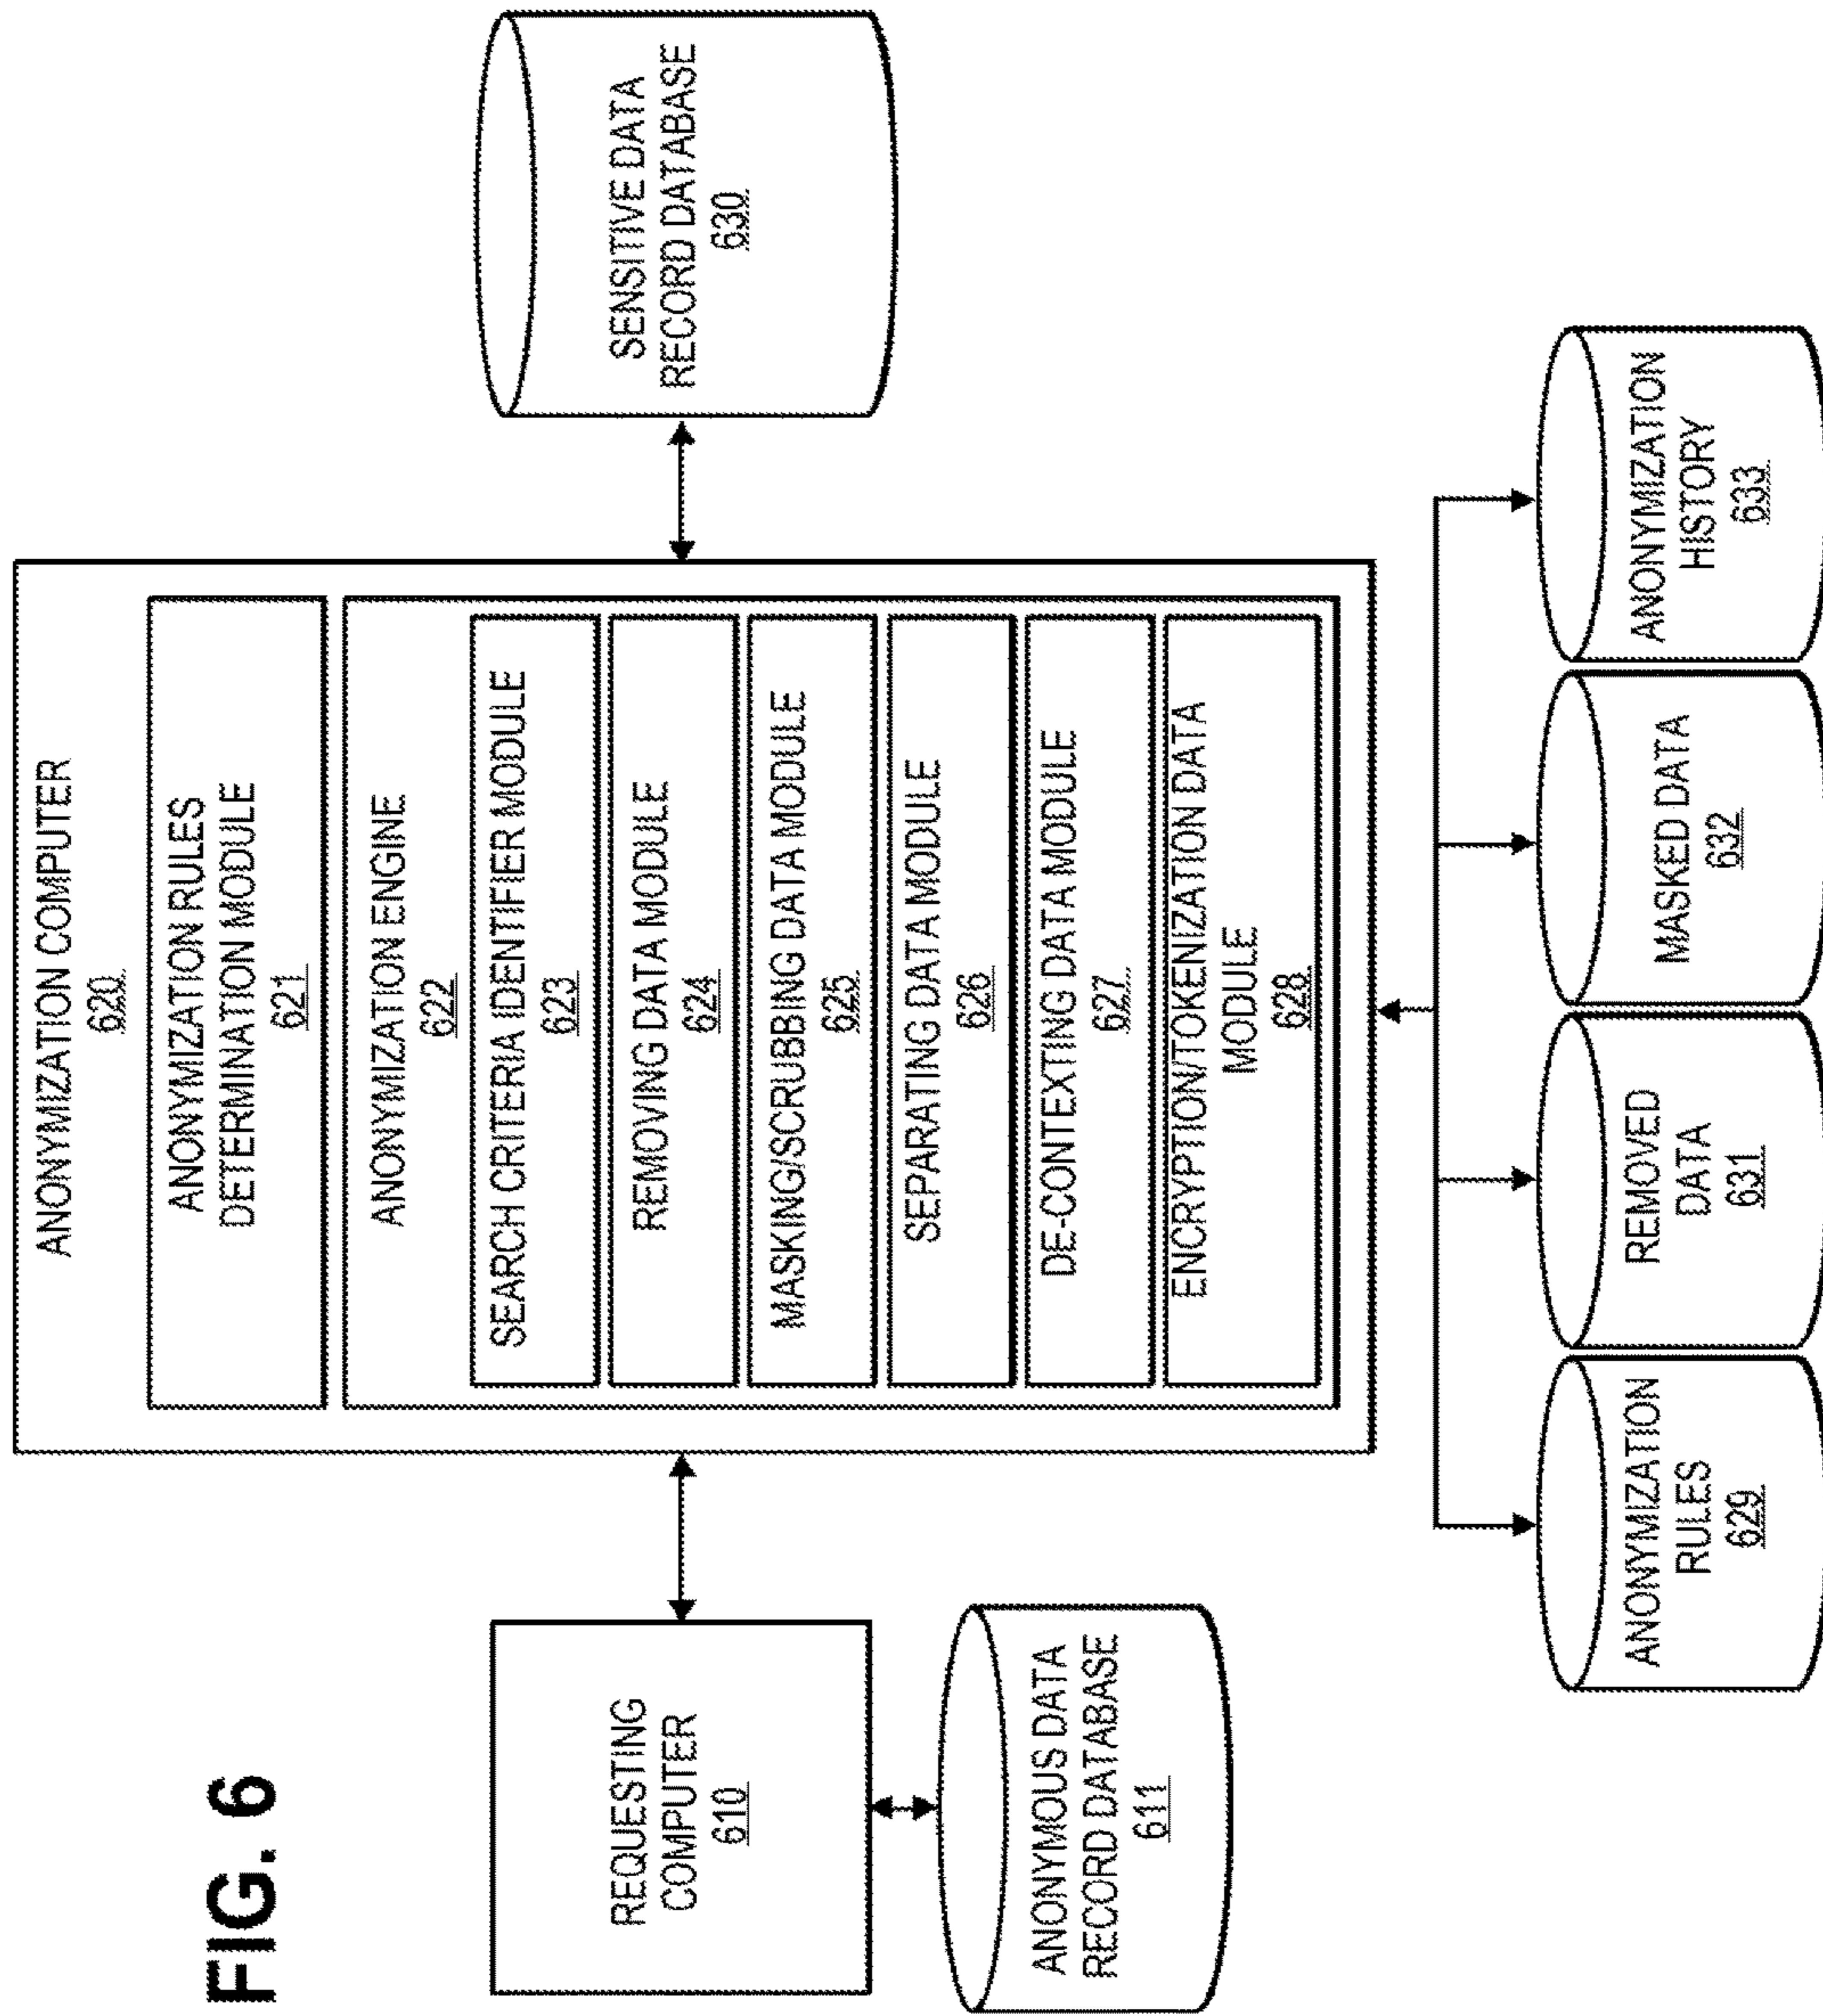 FIG. 6
REQUESTING
COMPUTER
610
ANONYMOUS DATA
RECORD DATABASE
611
ANONYMIZATION COMPUTER
620
ANONYMIZATION RULES
DETERMINATION MODULE
621
ANONYMIZATION ENGINE
622
SEARCH CRITERIA IDENTIFIER MODULE
623
REMOVING DATA MODULE
624
MASKING/SCRUBBING DATA MODULE
625
SEPARATING DATA MODULE
626
DE-CONTEXTING DATA MODULE
627
ENCRYPTION/TOKENIZATION DATA
MODULE
628
SENSITIVE DATA
RECORD DATABASE
630
ANONYMIZATION
RULES
629
REMOVED
DATA
631
MASKED DATA
632
ANONYMIZATION
HISTORY
633